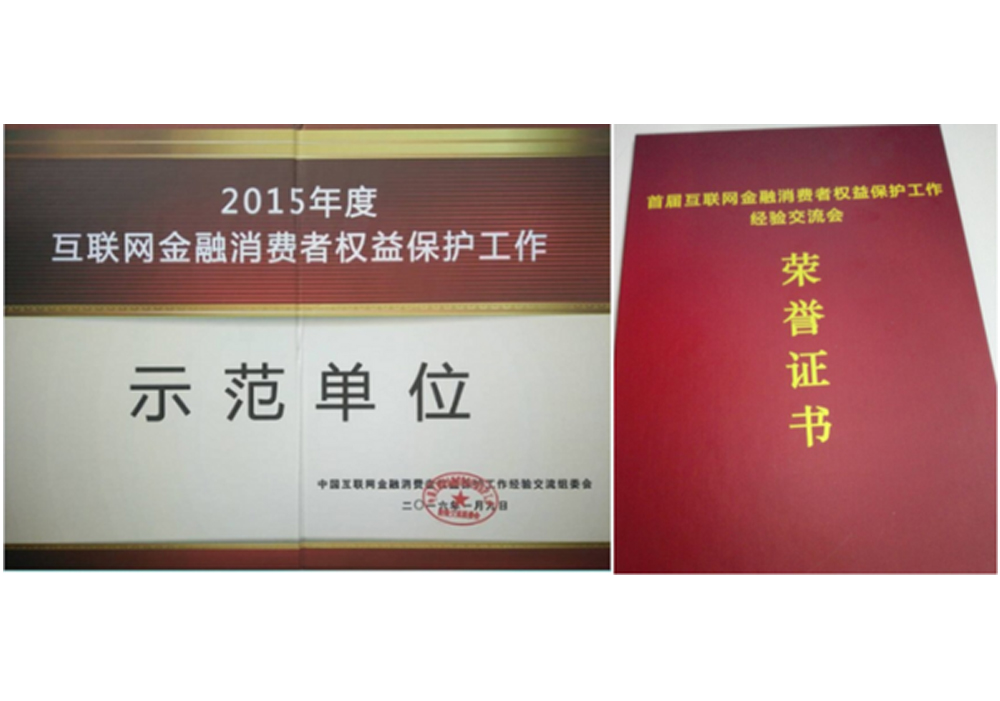 2015年度
互联网金融消费者权益保护工作
示范单位
中国互联网金融消费者权益保护工作经验交流组委会
二〇一六年一月九日
首届互联网金融消费者权益保护工作
经验交流会
荣誉证书